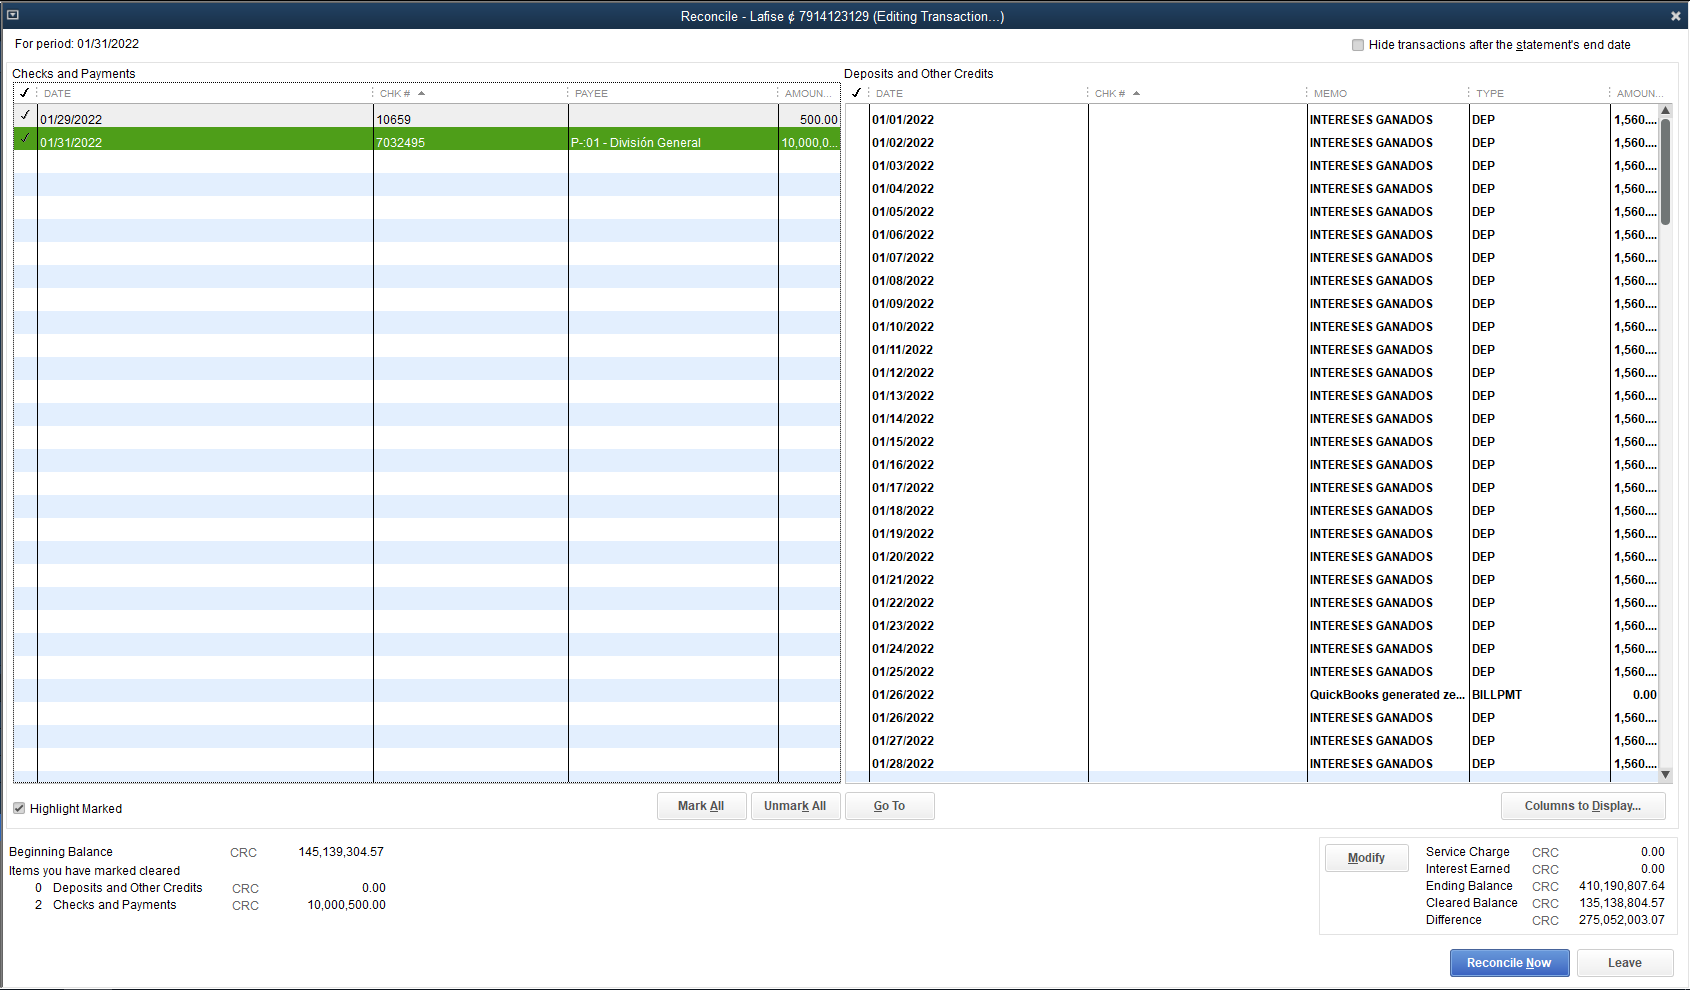 Reconcile - Lafise ¢ 7914123129 (Editing Transaction...)
For period: 01/31/2022
Hide transactions after the statement's end date
Checks and Payments
DATE CHK # PAYEE AMOUN...
01/29/2022 10659 500.00
01/31/2022 7032495 P-:01 - División General 10,000,0...
Highlight Marked
Mark All
Unmark All
Deposits and Other Credits
DATE CHK # MEMO TYPE AMOUN...
01/01/2022 INTERESES GANADOS DEP 1,560....
01/02/2022 INTERESES GANADOS DEP 1,560....
01/03/2022 INTERESES GANADOS DEP 1,560....
01/04/2022 INTERESES GANADOS DEP 1,560....
01/05/2022 INTERESES GANADOS DEP 1,560....
01/06/2022 INTERESES GANADOS DEP 1,560....
01/07/2022 INTERESES GANADOS DEP 1,560....
01/08/2022 INTERESES GANADOS DEP 1,560....
01/09/2022 INTERESES GANADOS DEP 1,560....
01/10/2022 INTERESES GANADOS DEP 1,560....
01/11/2022 INTERESES GANADOS DEP 1,560....
01/12/2022 INTERESES GANADOS DEP 1,560....
01/13/2022 INTERESES GANADOS DEP 1,560....
01/14/2022 INTERESES GANADOS DEP 1,560....
01/15/2022 INTERESES GANADOS DEP 1,560....
01/16/2022 INTERESES GANADOS DEP 1,560....
01/17/2022 INTERESES GANADOS DEP 1,560....
01/18/2022 INTERESES GANADOS DEP 1,560....
01/19/2022 INTERESES GANADOS DEP 1,560....
01/20/2022 INTERESES GANADOS DEP 1,560....
01/21/2022 INTERESES GANADOS DEP 1,560....
01/22/2022 INTERESES GANADOS DEP 1,560....
01/23/2022 INTERESES GANADOS DEP 1,560....
01/24/2022 INTERESES GANADOS DEP 1,560....
01/25/2022 INTERESES GANADOS DEP 1,560....
01/26/2022 QuickBooks generated ze... BILLPMT 0.00
01/26/2022 INTERESES GANADOS DEP 1,560....
01/27/2022 INTERESES GANADOS DEP 1,560....
01/28/2022 INTERESES GANADOS DEP 1,560....
Go To
Columns to Display...
Beginning Balance CRC 145,139,304.57
Items you have marked cleared
0 Deposits and Other Credits CRC 0.00
2 Checks and Payments CRC 10,000,500.00
Modify
Service Charge CRC 0.00
Interest Earned CRC 0.00
Ending Balance CRC 410,190,807.64
Cleared Balance CRC 135,138,804.57
Difference CRC 275,052,003.07
Reconcile Now
Leave